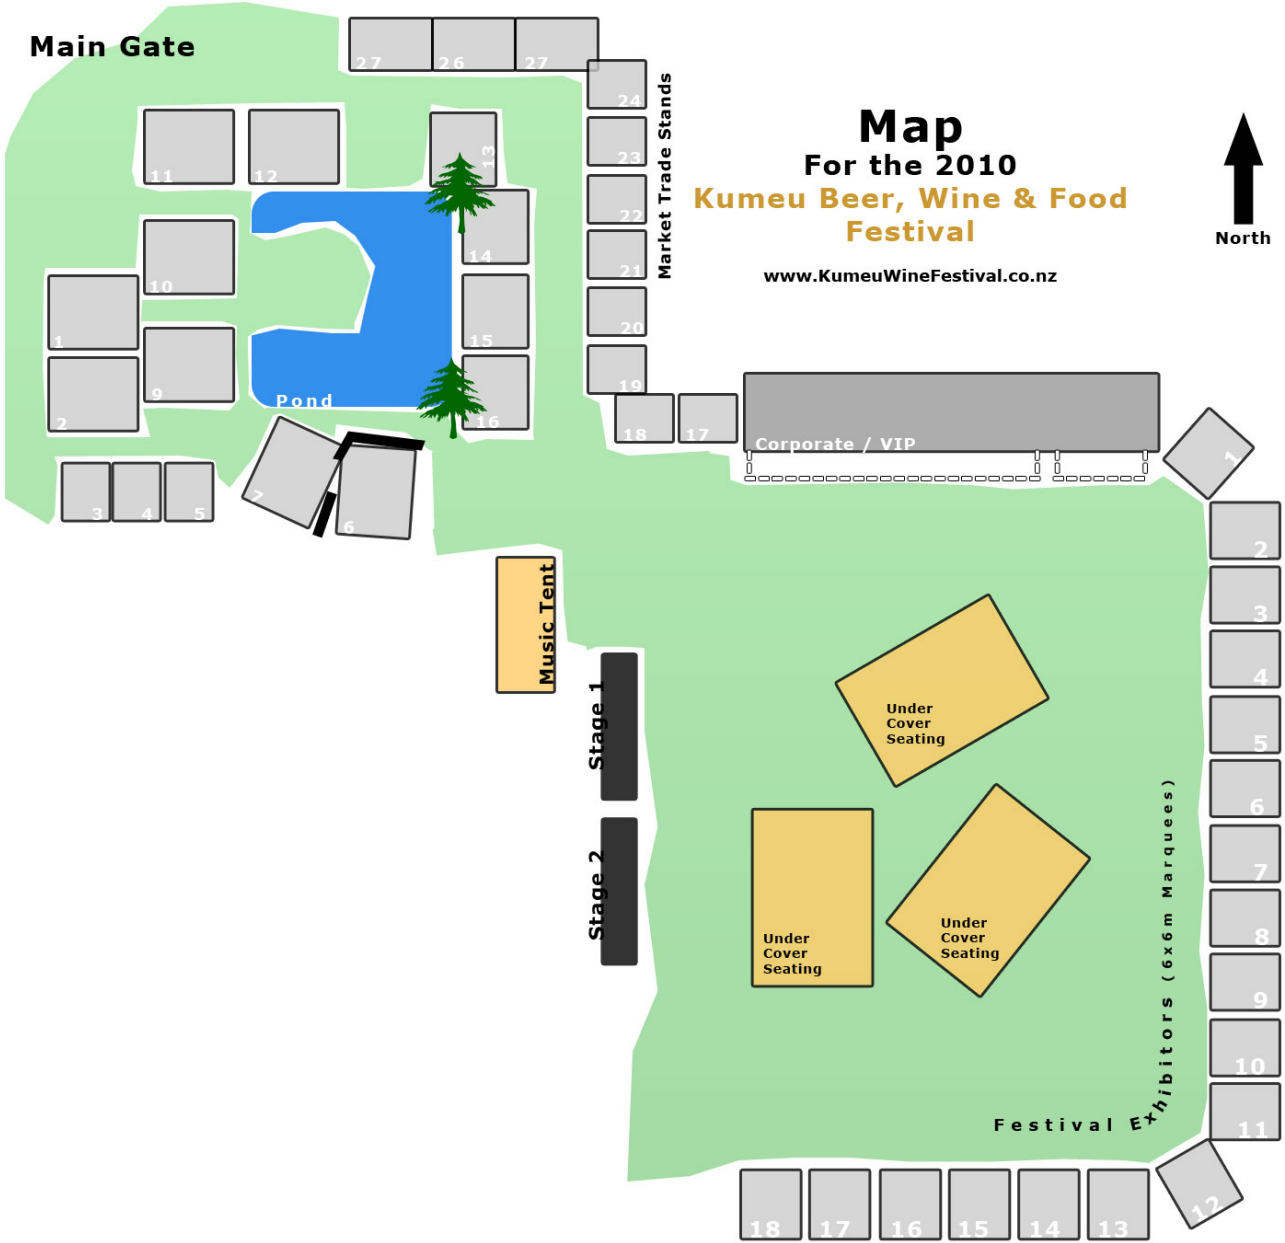 Main Gate
27
26
27
24
23
22
21
20
19
18
17
Market Trade Stands
Map
For the 2010
Kumeu Beer, Wine & Food
Festival
www.KumeuWineFestival.co.nz
North
11
12
13
10
14
1
15
9
2
16
Pond
3
4
5
7
6
Corporate / VIP
Music Tent
Stage 1
Stage 2
Under
Cover
Seating
Under
Cover
Seating
Under
Cover
Seating
1
2
3
4
5
6
7
8
9
10
11
12
13
14
15
16
17
18
Festival Exhibitors (6x6m Marquees)